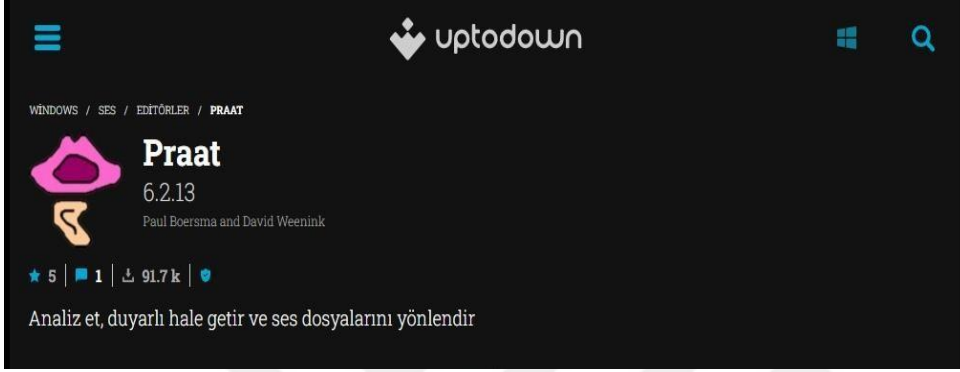 uptodown
WİNDOWS / SES / EDİTÖRLER / PRAAT
Praat
6.2.13
Paul Boersma and David Weenink
5 | 1 | 91.7 k |
Analiz et, duyarlı hale getir ve ses dosyalarını yönlendir